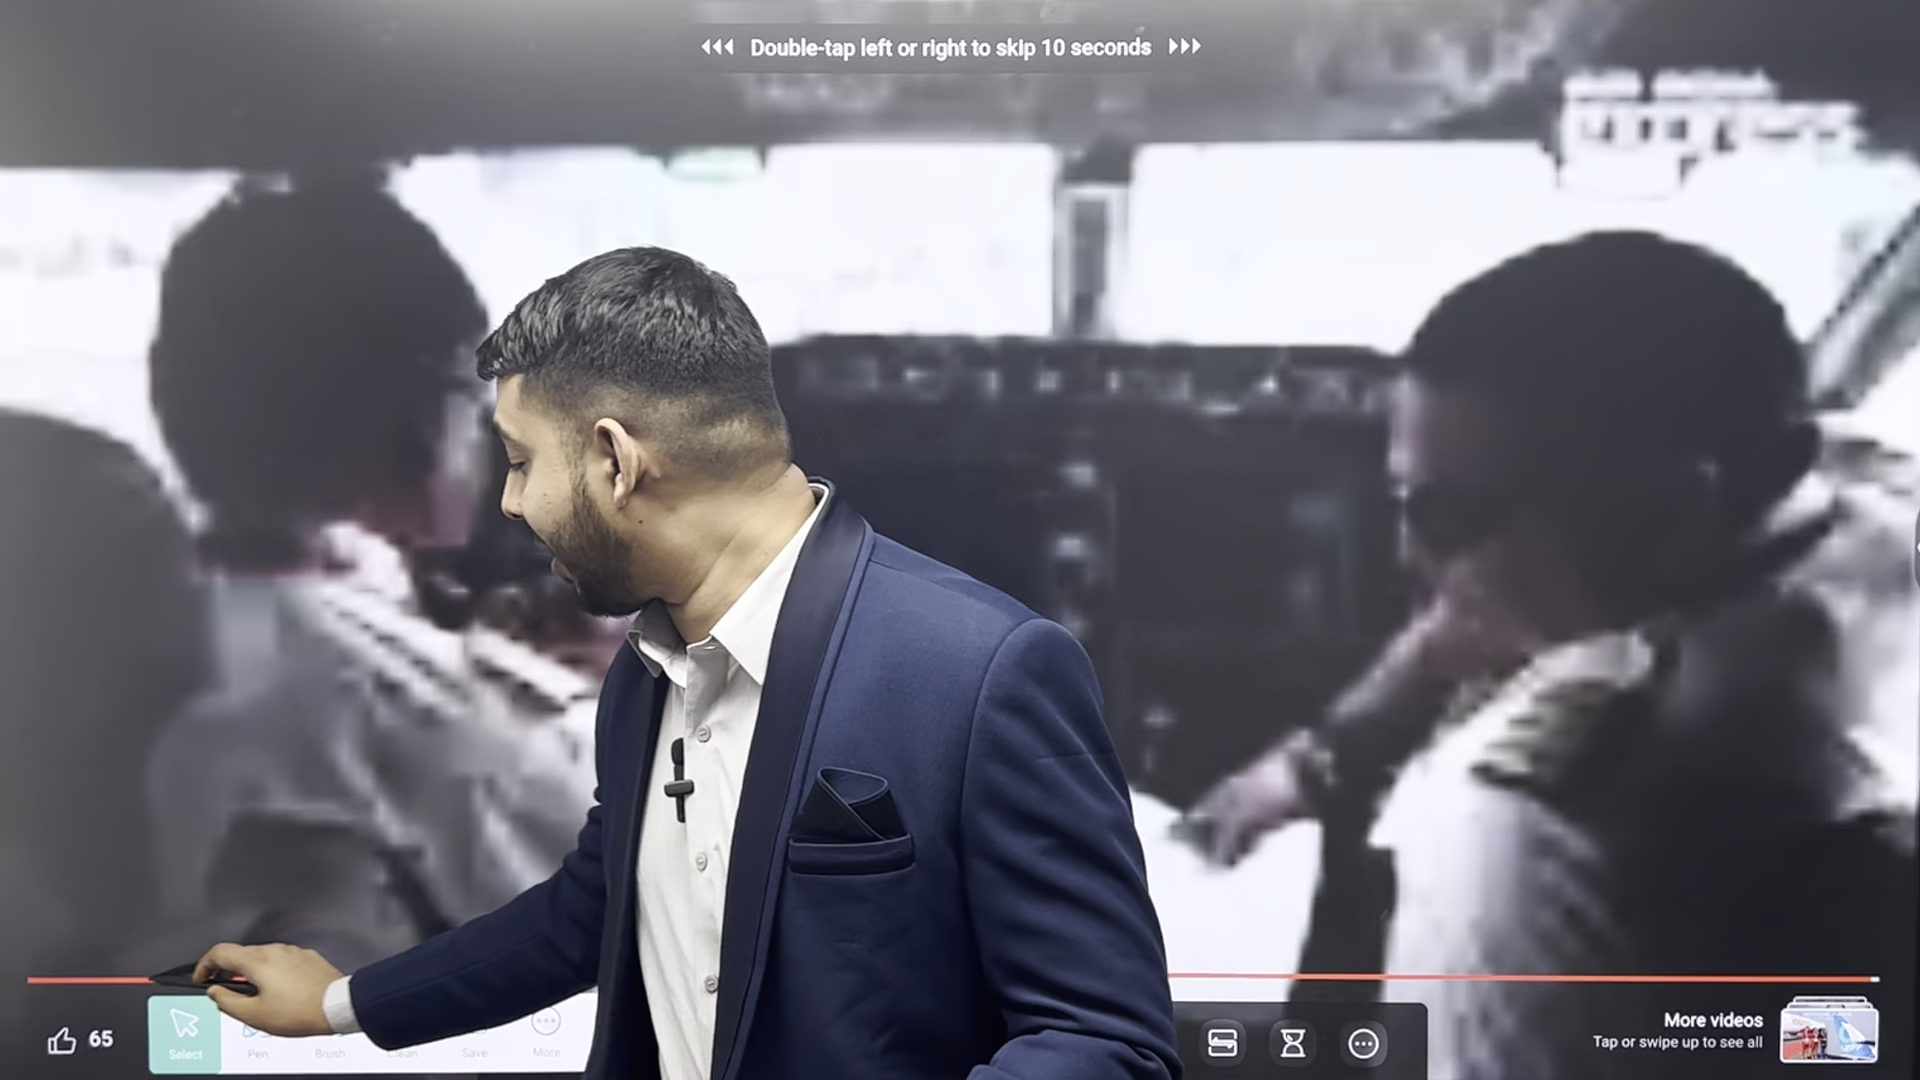 Double-tap left or right to skip 10 seconds
65
Select
Pen
Brush
Clean
Save
More
More videos
Tap or swipe up to see all